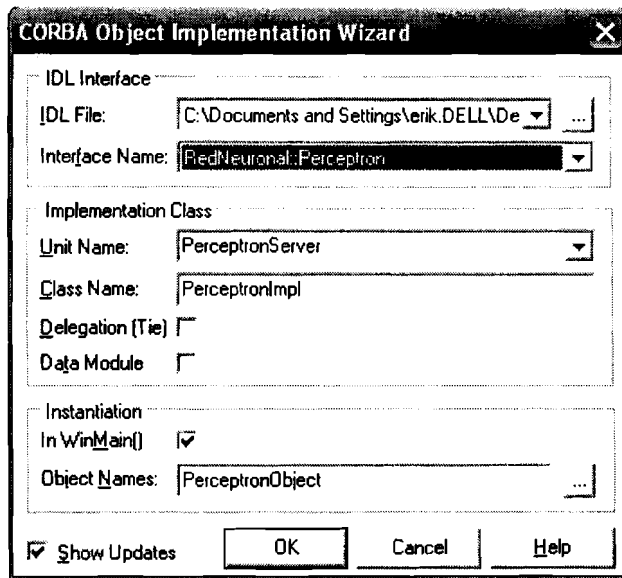 CORBA Object Implementation Wizard
IDL Interface
IDL File: C:\Documents and Settings\erik.DELL\De ...
Interface Name: RedNeuronal::Perceptron
Implementation Class
Unit Name: PerceptronServer
Class Name: PerceptronImpl
Delegation (Tie)
Data Module
Instantiation
In WinMain()
Object Names: PerceptronObject ...
Show Updates OK Cancel Help